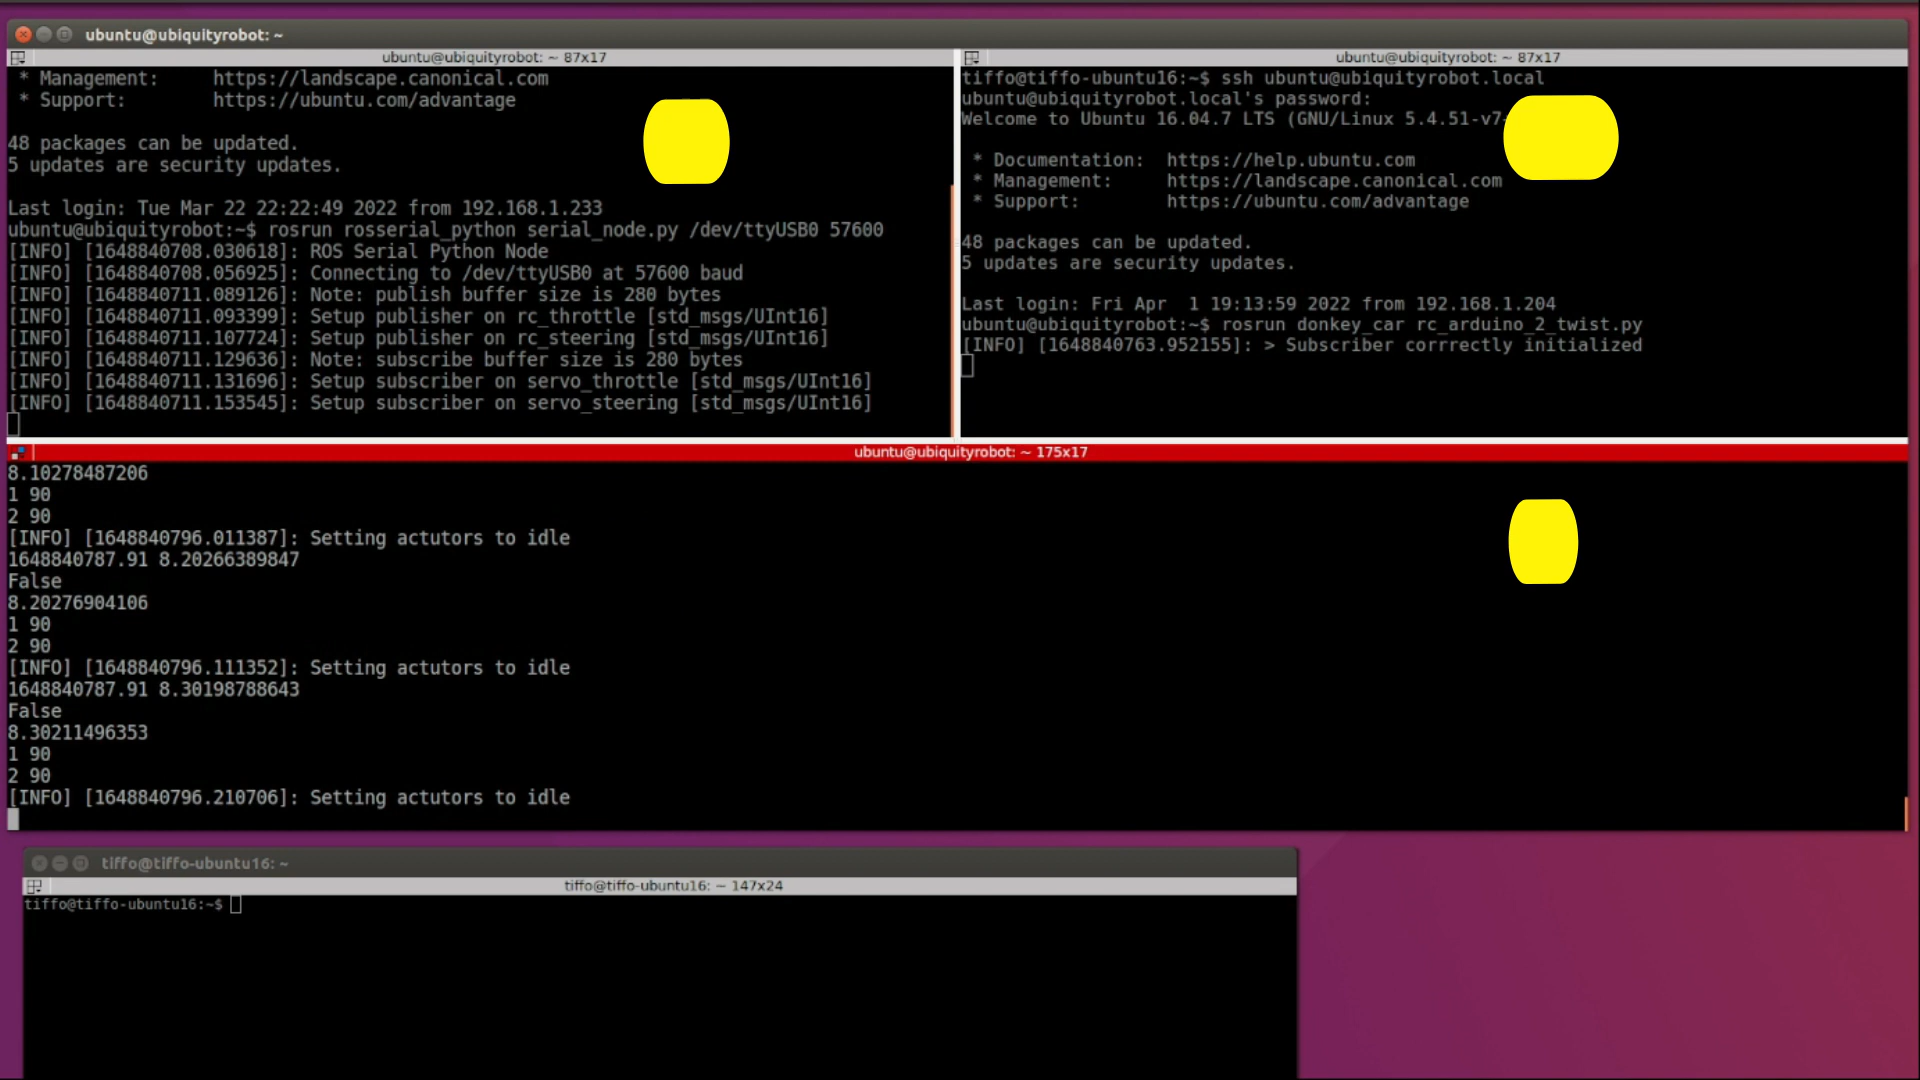 ubuntu@ubiquityrobot: ~
ubuntu@ubiquityrobot: ~ 87x17
* Management:     https://landscape.canonical.com
* Support:        https://ubuntu.com/advantage
48 packages can be updated.
5 updates are security updates.
Last login: Tue Mar 22 22:22:49 2022 from 192.168.1.233
ubuntu@ubiquityrobot:~$ rosrun rosserial_python serial_node.py /dev/ttyUSB0 57600
[INFO] [1648840708.030618]: ROS Serial Python Node
[INFO] [1648840708.056925]: Connecting to /dev/ttyUSB0 at 57600 baud
[INFO] [1648840711.089126]: Note: publish buffer size is 280 bytes
[INFO] [1648840711.093399]: Setup publisher on rc_throttle [std_msgs/UInt16]
[INFO] [1648840711.107724]: Setup publisher on rc_steering [std_msgs/UInt16]
[INFO] [1648840711.129636]: Note: subscribe buffer size is 280 bytes
[INFO] [1648840711.131696]: Setup subscriber on servo_throttle [std_msgs/UInt16]
[INFO] [1648840711.153545]: Setup subscriber on servo_steering [std_msgs/UInt16]
ubuntu@ubiquityrobot: ~ 87x17
tiffo@tiffo-ubuntu16:~$ ssh ubuntu@ubiquityrobot.local
ubuntu@ubiquityrobot.local's password:
Welcome to Ubuntu 16.04.7 LTS (GNU/Linux 5.4.51-v7
* Documentation:  https://help.ubuntu.com
* Management:     https://landscape.canonical.com
* Support:        https://ubuntu.com/advantage
48 packages can be updated.
5 updates are security updates.
Last login: Fri Apr  1 19:13:59 2022 from 192.168.1.204
ubuntu@ubiquityrobot:~$ rosrun donkey_car rc_arduino_2_twist.py
[INFO] [1648840763.952155]: > Subscriber corrrectly initialized
ubuntu@ubiquityrobot: ~ 175x17
8.10278487206
1 90
2 90
[INFO] [1648840796.011387]: Setting actutors to idle
1648840787.91 8.20266389847
False
8.20276904106
1 90
2 90
[INFO] [1648840796.111352]: Setting actutors to idle
1648840787.91 8.30198788643
False
8.30211496353
1 90
2 90
[INFO] [1648840796.210706]: Setting actutors to idle
tiffo@tiffo-ubuntu16: ~
tiffo@tiffo-ubuntu16: ~ 147x24
tiffo@tiffo-ubuntu16:~$